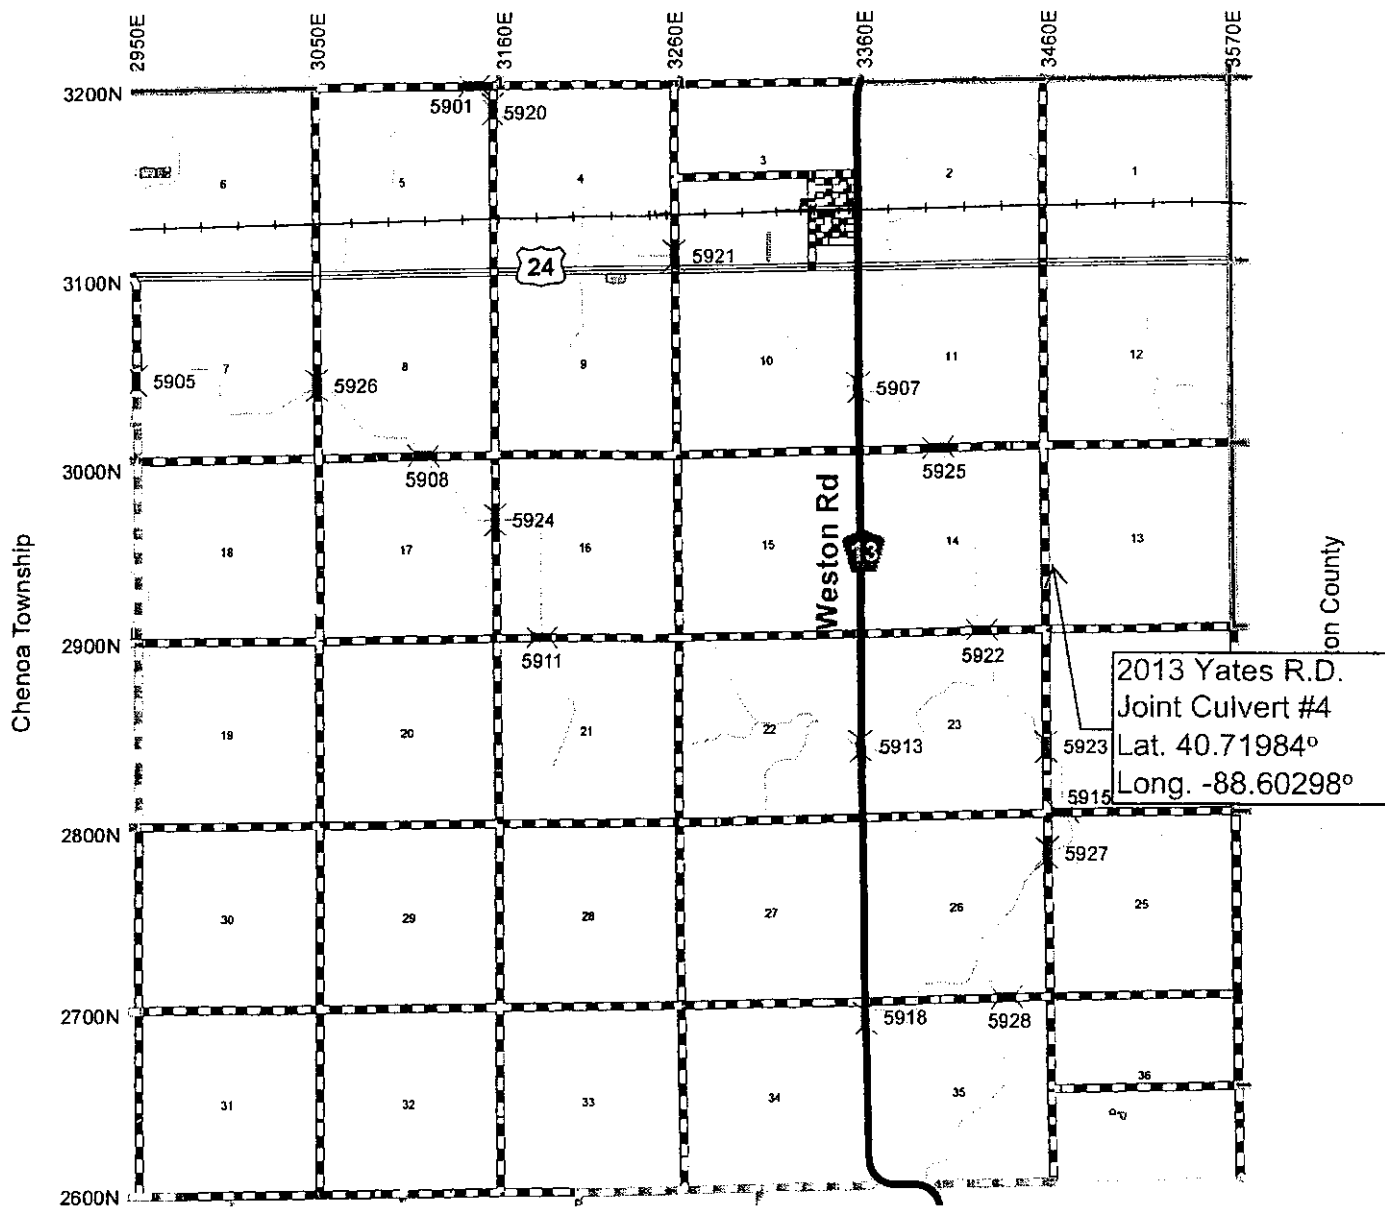 2950E 3050E 3160E 3260E 3360E 3460E 3570E
3200N
5901 5920
3
6 5 4 2 1
24
5921
3100N
7 8 9 10 11 12
5905 5926 5907
3000N
5908 5925
5924
Weston Rd
13
18 17 16 15 14 13
Chenoa Township
on County
2900N
5911 5922
2013 Yates R.D.
Joint Culvert #4
Lat. 40.71984°
Long. -88.60298°
19 20 21 22 23
5913 5923
5915
2800N
5927
30 29 28 27 26 25
2700N
5918 5928
31 32 33 34 35 36
2600N